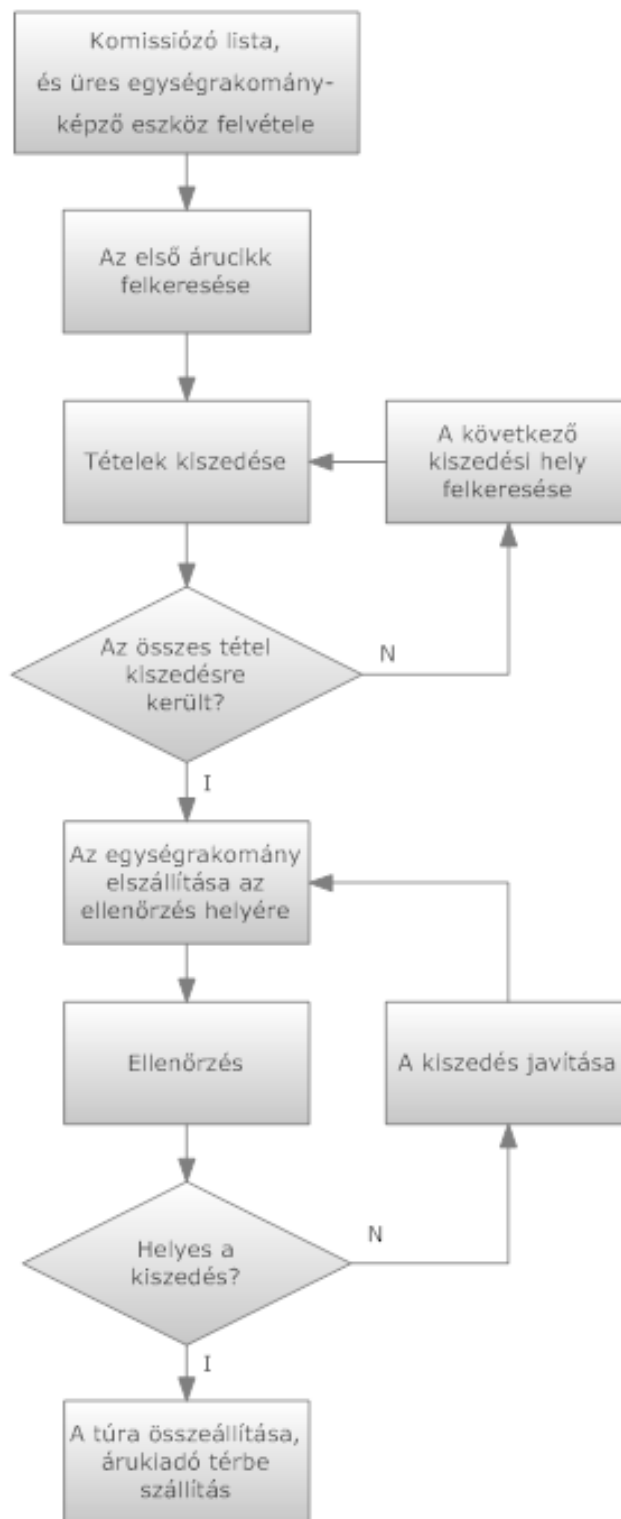 Komissiózó lista,
és üres egységrakomány-
képző eszköz felvétele
Az első árucikk
felkeresése
Tételek kiszedése
A következő
kiszedési hely
felkeresése
Az összes tétel
kiszedésre
került?
N
I
Az egységrakomány
elszállítása az
ellenőrzés helyére
Ellenőrzés
A kiszedés javítása
Helyes a
kiszedés?
N
I
A túra összeállítása,
árukiadó térbe
szállítás